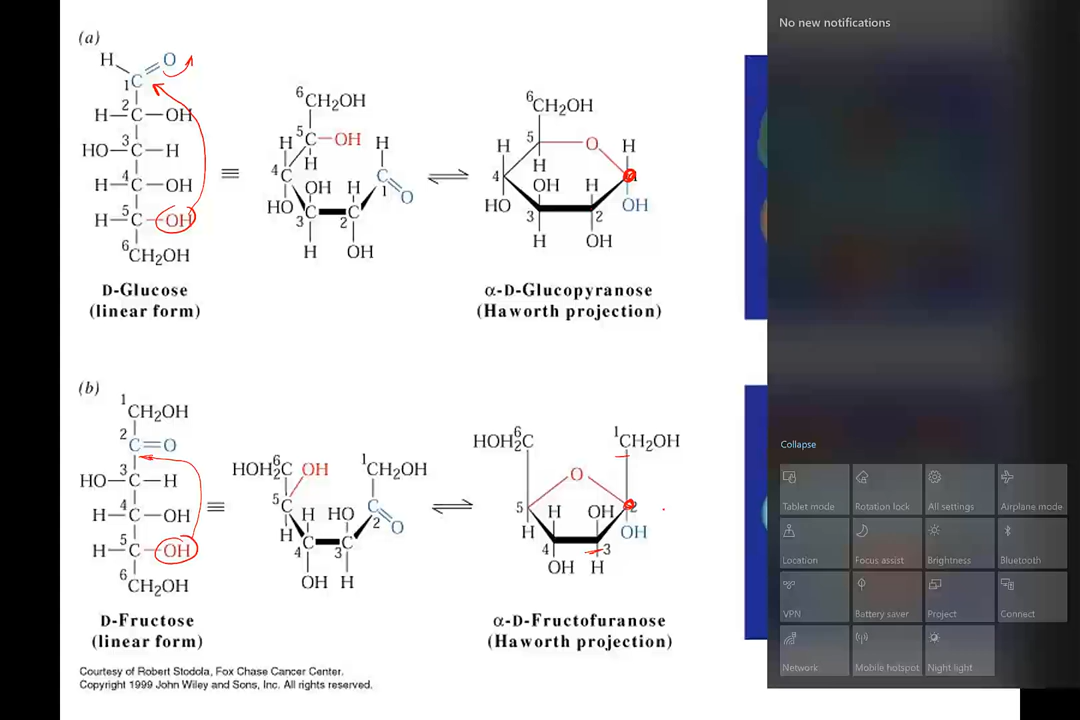 (a)
H O
1 C
2
H—C—OH
3
HO—C—H
4
H—C—OH
5
H—C—OH
6
CH2OH
D-Glucose
(linear form)
6
CH2OH
H 5 C—OH H
H
4 C OH H C 1
HO C C O
3 2
H OH
6
CH2OH
5 O
H H H
4 OH H
HO OH
3 2
H OH
α-D-Glucopyranose
(Haworth projection)
(b)
1
CH2OH
2
C=O
3
HO—C—H
4
H—C—OH
5
H—C—OH
6
CH2OH
D-Fructose
(linear form)
6 1
HOH2C OH CH2OH
5
C H HO C
H 2 O
C C
4 3
OH H
6 1
HOH2C CH2OH
O
5 H OH 2
H OH
4 3
OH H
α-D-Fructofuranose
(Haworth projection)
Courtesy of Robert Stodola, Fox Chase Cancer Center.
Copyright 1999 John Wiley and Sons, Inc. All rights reserved.
No new notifications
Collapse
Tablet mode
Rotation lock
All settings
Airplane mode
Location
Focus assist
Brightness
Bluetooth
VPN
Battery saver
Project
Connect
Network
Mobile hotspot
Night light